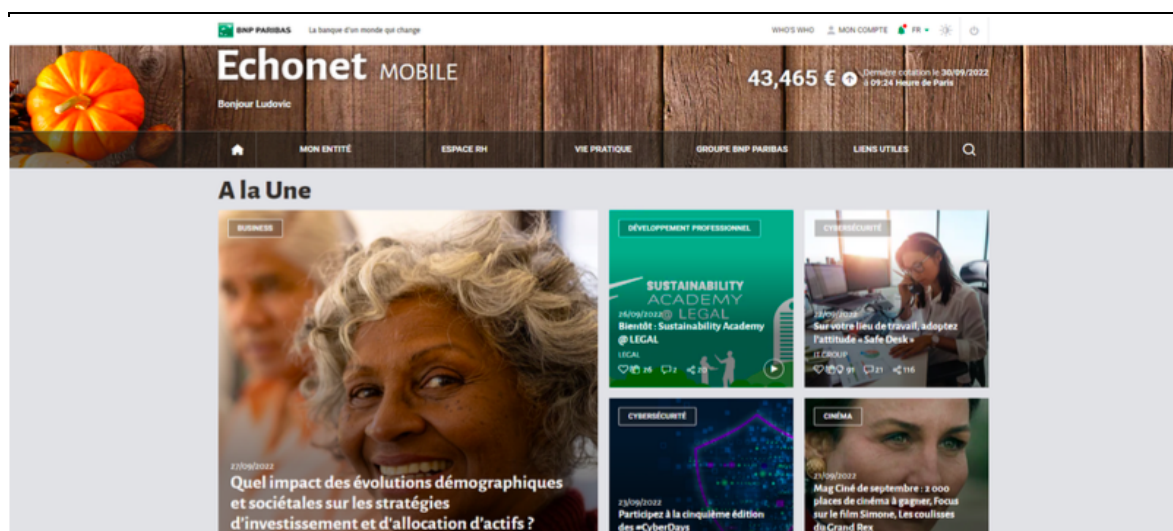 BNP PARIBAS La banque d'un monde qui change
WHO'S WHO MON COMPTE FR
Echonet MOBILE
Bonjour Ludovic
43,465 € Dernière cotation le 30/09/2022
à 09:24 Heure de Paris
MON ENTITÉ ESPACE RH VIE PRATIQUE GROUPE BNP PARIBAS LIENS UTILES
A la Une
BUSINESS
27/09/2022
Quel impact des évolutions démographiques
et sociétales sur les stratégies
d'investissement et d'allocation d'actifs ?
DÉVELOPPEMENT PROFESSIONNEL
SUSTAINABILITY
ACADEMY
@ LEGAL
26/09/2022
Bientôt : Sustainability Academy
@ LEGAL
LEGAL
26 2 20
CYBERSÉCURITÉ
22/09/2022
Sur votre lieu de travail, adoptez
l'attitude « Safe Desk »
IT GROUP
91 21 116
CYBERSÉCURITÉ
23/09/2022
Participez à la cinquième édition
des #CyberDays
CINÉMA
21/09/2022
Mag Ciné de septembre : 2 000
places de cinéma à gagner, Focus
sur le film Simone, Les coulisses
du Grand Rex